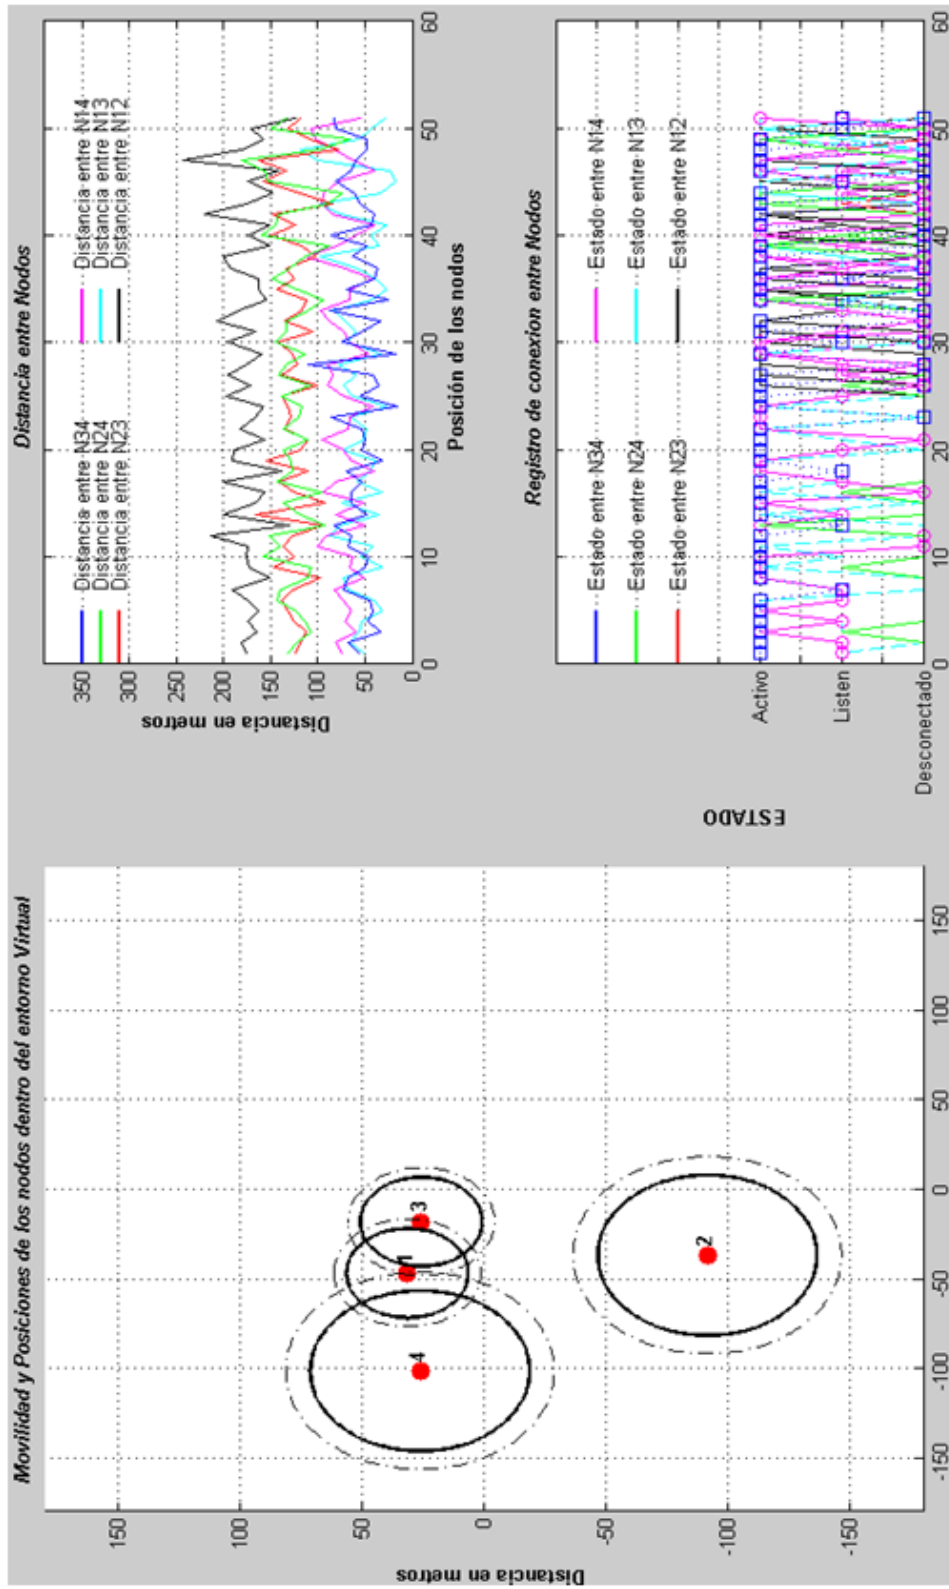 Movilidad y Posiciones de los nodos dentro del entorno Virtual
Distancia en metros
150
100
50
0
-50
-100
-150
-150
-100
-50
0
50
100
150
4
1
3
2
Distancia entre Nodos
Distancia en metros
350
300
250
200
150
100
50
0
Distancia entre N34
Distancia entre N24
Distancia entre N23
Distancia entre N14
Distancia entre N13
Distancia entre N12
0
10
20
30
40
50
60
Posición de los nodos
Registro de conexion entre Nodos
ESTADO
Activo
Listen
Desconectado
Estado entre N34
Estado entre N24
Estado entre N23
Estado entre N14
Estado entre N13
Estado entre N12
0
10
20
30
40
50
60